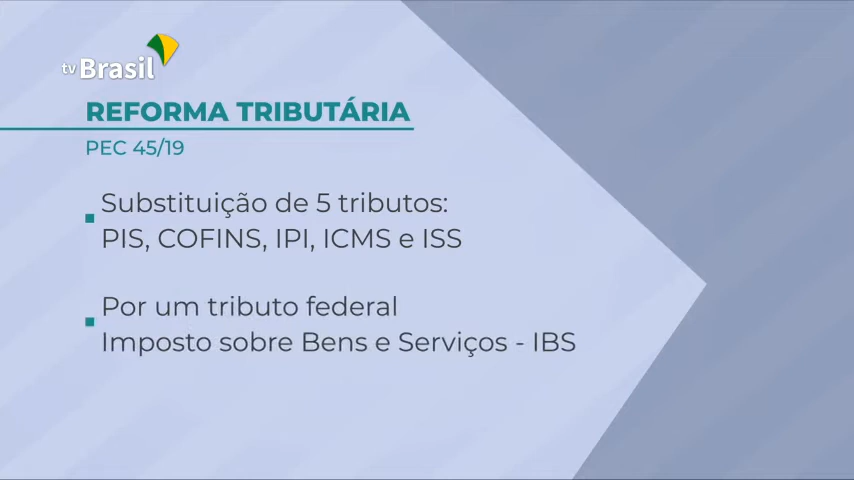 tv Brasil
REFORMA TRIBUTÁRIA
PEC 45/19
Substituição de 5 tributos:
PIS, COFINS, IPI, ICMS e ISS
Por um tributo federal
Imposto sobre Bens e Serviços - IBS